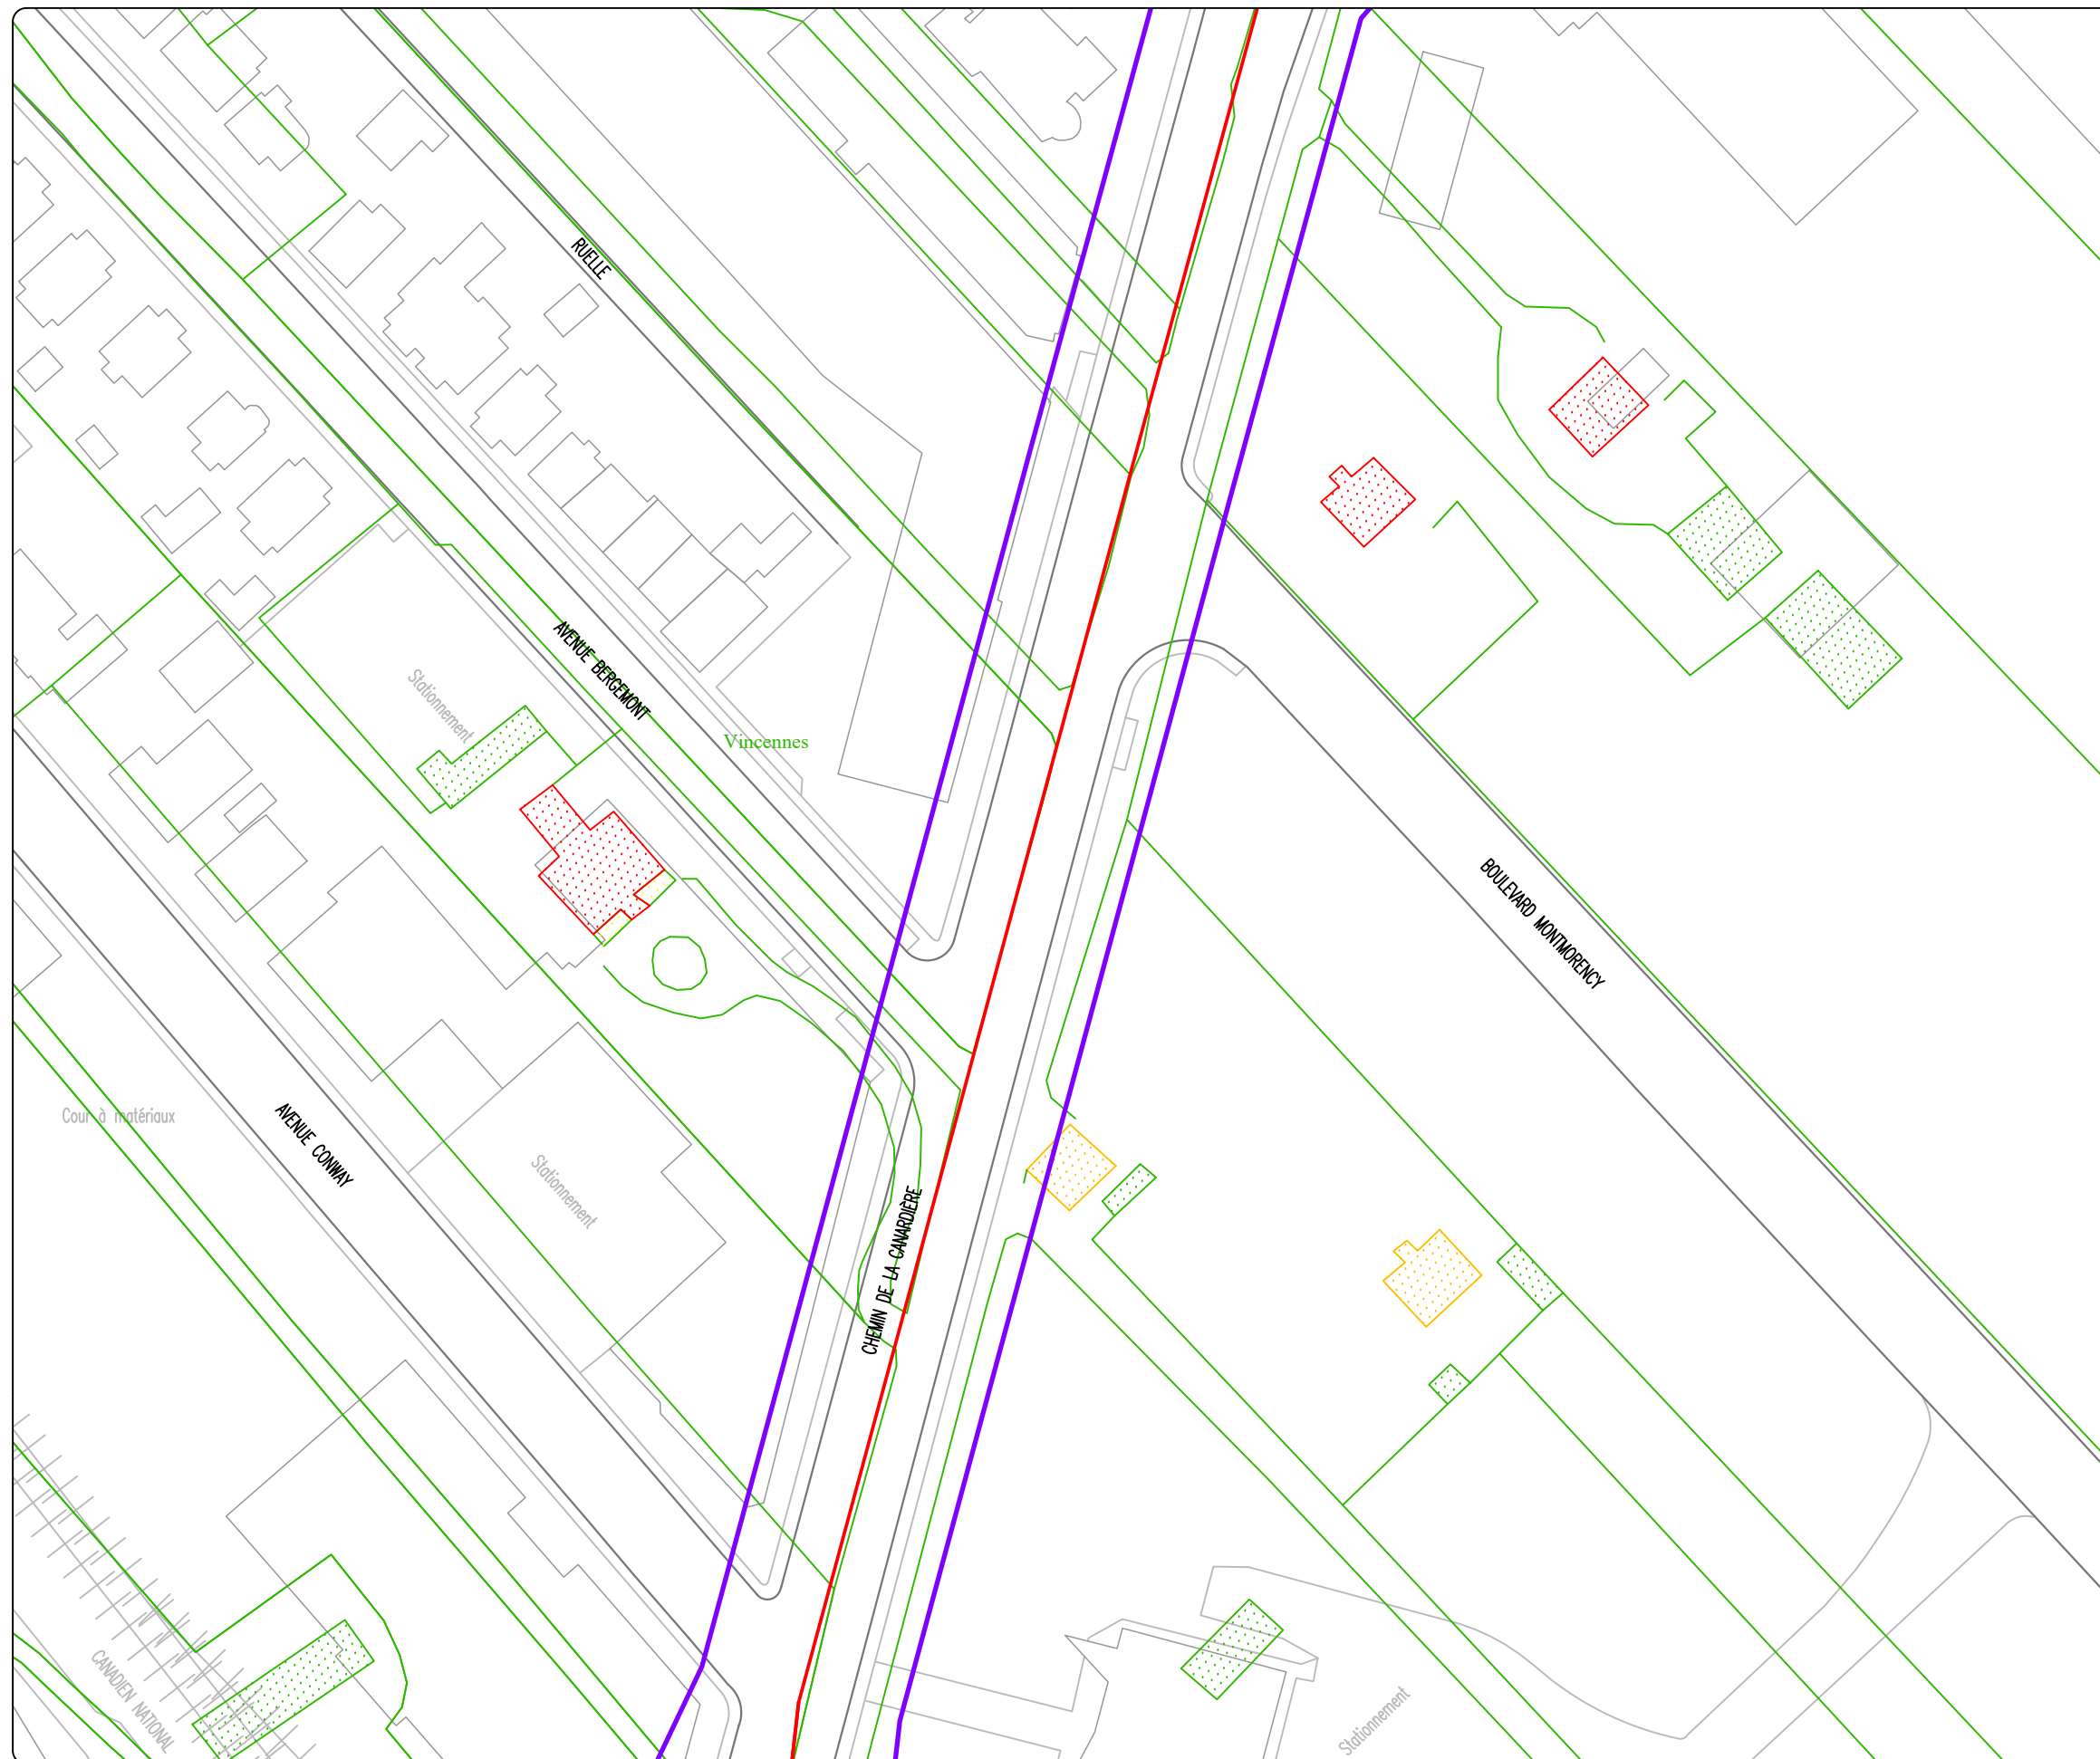 RUELLE
AVENUE BERGEMONT
Stationnement
Vincennes
BOULEVARD MONTMORENCY
Cour à matériaux
AVENUE CONWAY
Stationnement
CHEMIN DE LA CANARDIÈRE
CANADIEN NATIONAL
Stationnement